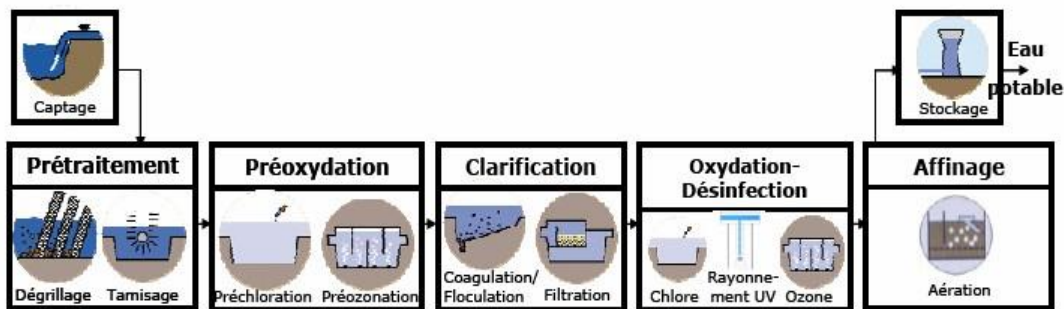 Captage
Stockage
Eau
potable
Prétraitement
Dégrillage
Tamisage
Préoxydation
Préchloration
Préozonation
Clarification
Coagulation/
Floculation
Filtration
Oxydation-
Désinfection
Chlore
Rayonne-
ment UV
Ozone
Affinage
Aération